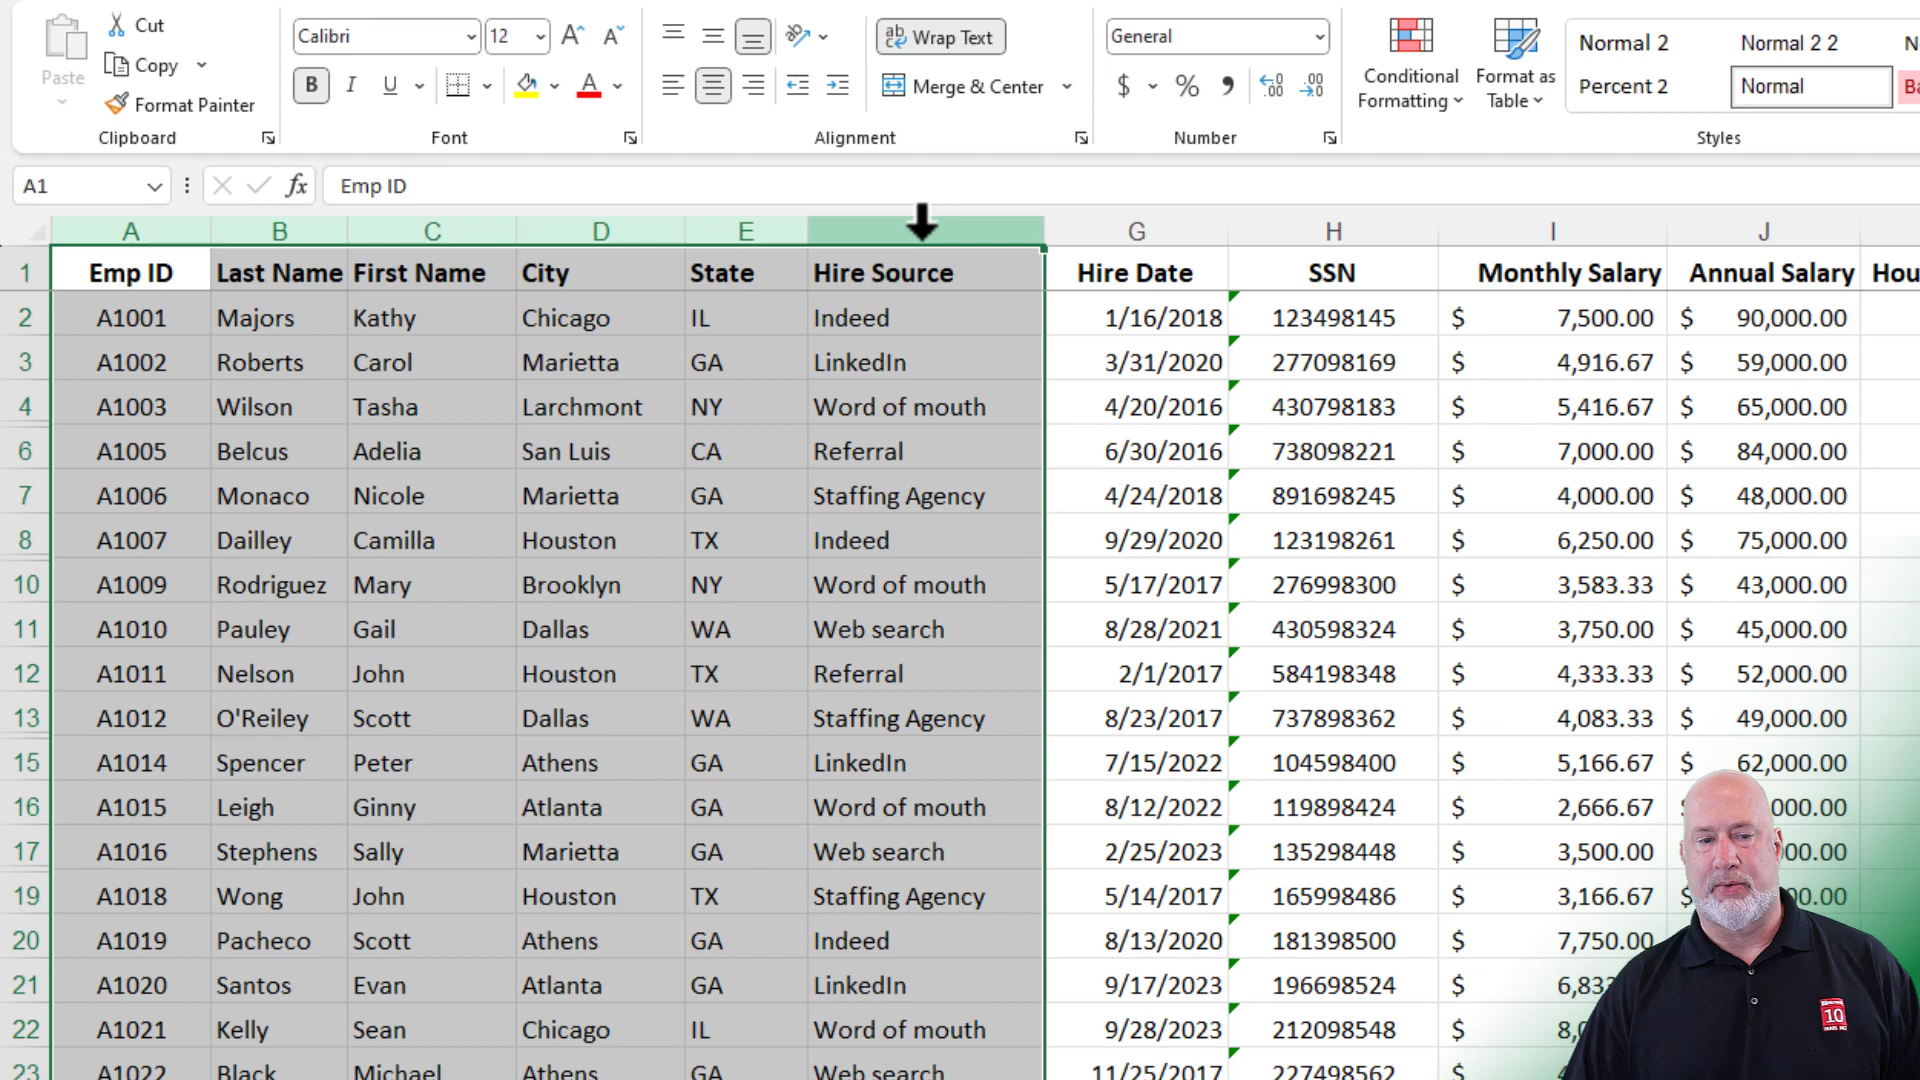 Cut
Copy
Format Painter
Paste
Clipboard
Calibri 12 A A
B I U A
Font
ab Wrap Text
Merge & Center
Alignment
General
$ % , .00 .00
Number
Conditional Formatting
Format as Table
Normal 2 Normal 2 2 N
Percent 2 Normal Ba
Styles
A1 fx Emp ID
A B C D E G H I J
1 Emp ID Last Name First Name City State Hire Source Hire Date SSN Monthly Salary Annual Salary Hou
2 A1001 Majors Kathy Chicago IL Indeed 1/16/2018 123498145 $ 7,500.00 $ 90,000.00
3 A1002 Roberts Carol Marietta GA LinkedIn 3/31/2020 277098169 $ 4,916.67 $ 59,000.00
4 A1003 Wilson Tasha Larchmont NY Word of mouth 4/20/2016 430798183 $ 5,416.67 $ 65,000.00
6 A1005 Belcus Adelia San Luis CA Referral 6/30/2016 738098221 $ 7,000.00 $ 84,000.00
7 A1006 Monaco Nicole Marietta GA Staffing Agency 4/24/2018 891698245 $ 4,000.00 $ 48,000.00
8 A1007 Dailley Camilla Houston TX Indeed 9/29/2020 123198261 $ 6,250.00 $ 75,000.00
10 A1009 Rodriguez Mary Brooklyn NY Word of mouth 5/17/2017 276998300 $ 3,583.33 $ 43,000.00
11 A1010 Pauley Gail Dallas WA Web search 8/28/2021 430598324 $ 3,750.00 $ 45,000.00
12 A1011 Nelson John Houston TX Referral 2/1/2017 584198348 $ 4,333.33 $ 52,000.00
13 A1012 O'Reiley Scott Dallas WA Staffing Agency 8/23/2017 737898362 $ 4,083.33 $ 49,000.00
15 A1014 Spencer Peter Athens GA LinkedIn 7/15/2022 104598400 $ 5,166.67 $ 62,000.00
16 A1015 Leigh Ginny Atlanta GA Word of mouth 8/12/2022 119898424 $ 2,666.67 000.00
17 A1016 Stephens Sally Marietta GA Web search 2/25/2023 135298448 $ 3,500.00 00.00
19 A1018 Wong John Houston TX Staffing Agency 5/14/2017 165998486 $ 3,166.67 $ 00.00
20 A1019 Pacheco Scott Athens GA Indeed 8/13/2020 181398500 $ 7,750.00
21 A1020 Santos Evan Atlanta GA LinkedIn 9/17/2023 196698524 $ 6,833
22 A1021 Kelly Sean Chicago IL Word of mouth 9/28/2023 212098548 $ 8,0
23 A1022 Black Michael Athens GA Web search 11/25/2017 227498562 $ 4
10